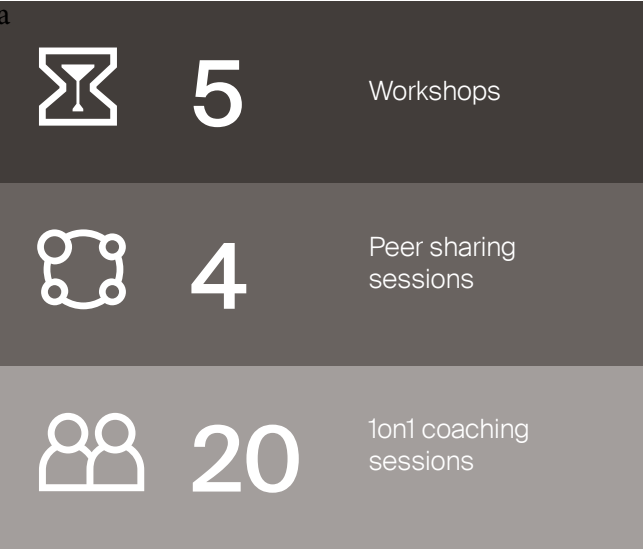 a
5
Workshops
4
Peer sharing
sessions
20
1on1 coaching
sessions